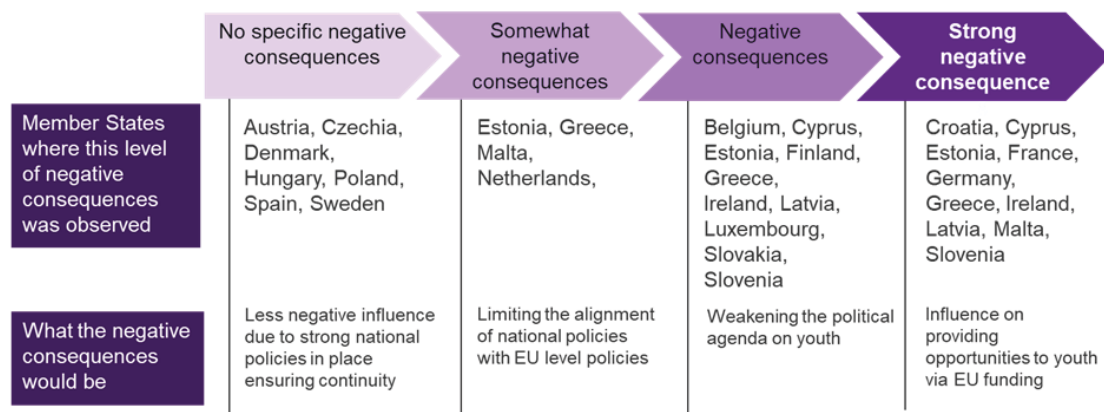 No specific negative
consequences
Somewhat
negative
consequences
Negative
consequences
Strong
negative
consequence
Member States
where this level
of negative
consequences
was observed
Austria, Czechia,
Denmark,
Hungary, Poland,
Spain, Sweden
Estonia, Greece,
Malta,
Netherlands,
Belgium, Cyprus,
Estonia, Finland,
Greece,
Ireland, Latvia,
Luxembourg,
Slovakia,
Slovenia
Croatia, Cyprus,
Estonia, France,
Germany,
Greece, Ireland,
Latvia, Malta,
Slovenia
What the negative
consequences
would be
Less negative influence
due to strong national
policies in place
ensuring continuity
Limiting the alignment
of national policies
with EU level policies
Weakening the political
agenda on youth
Influence on
providing
opportunities to youth
via EU funding